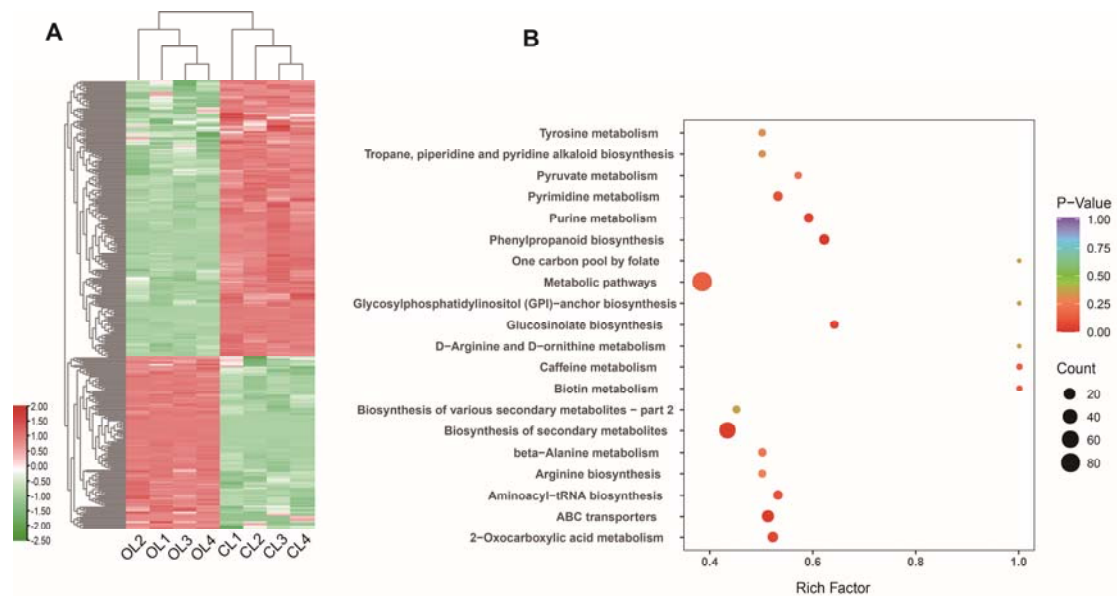 A
B
2.00
1.50
1.00
0.50
0.00
-0.50
-1.00
-1.50
-2.00
-2.50
OL2 OL1 OL3 OL4 CL1 CL2 CL3 CL4
Tyrosine metabolism
Tropane, piperidine and pyridine alkaloid biosynthesis
Pyruvate metabolism
Pyrimidine metabolism
Purine metabolism
Phenylpropanoid biosynthesis
One carbon pool by folate
Metabolic pathways
Glycosylphosphatidylinositol (GPI)−anchor biosynthesis
Glucosinolate biosynthesis
D−Arginine and D−ornithine metabolism
Caffeine metabolism
Biotin metabolism
Biosynthesis of various secondary metabolites − part 2
Biosynthesis of secondary metabolites
beta−Alanine metabolism
Arginine biosynthesis
Aminoacyl−tRNA biosynthesis
ABC transporters
2−Oxocarboxylic acid metabolism
0.4 0.6 0.8 1.0
Rich Factor
P−Value
1.00
0.75
0.50
0.25
0.00
Count
20
40
60
80